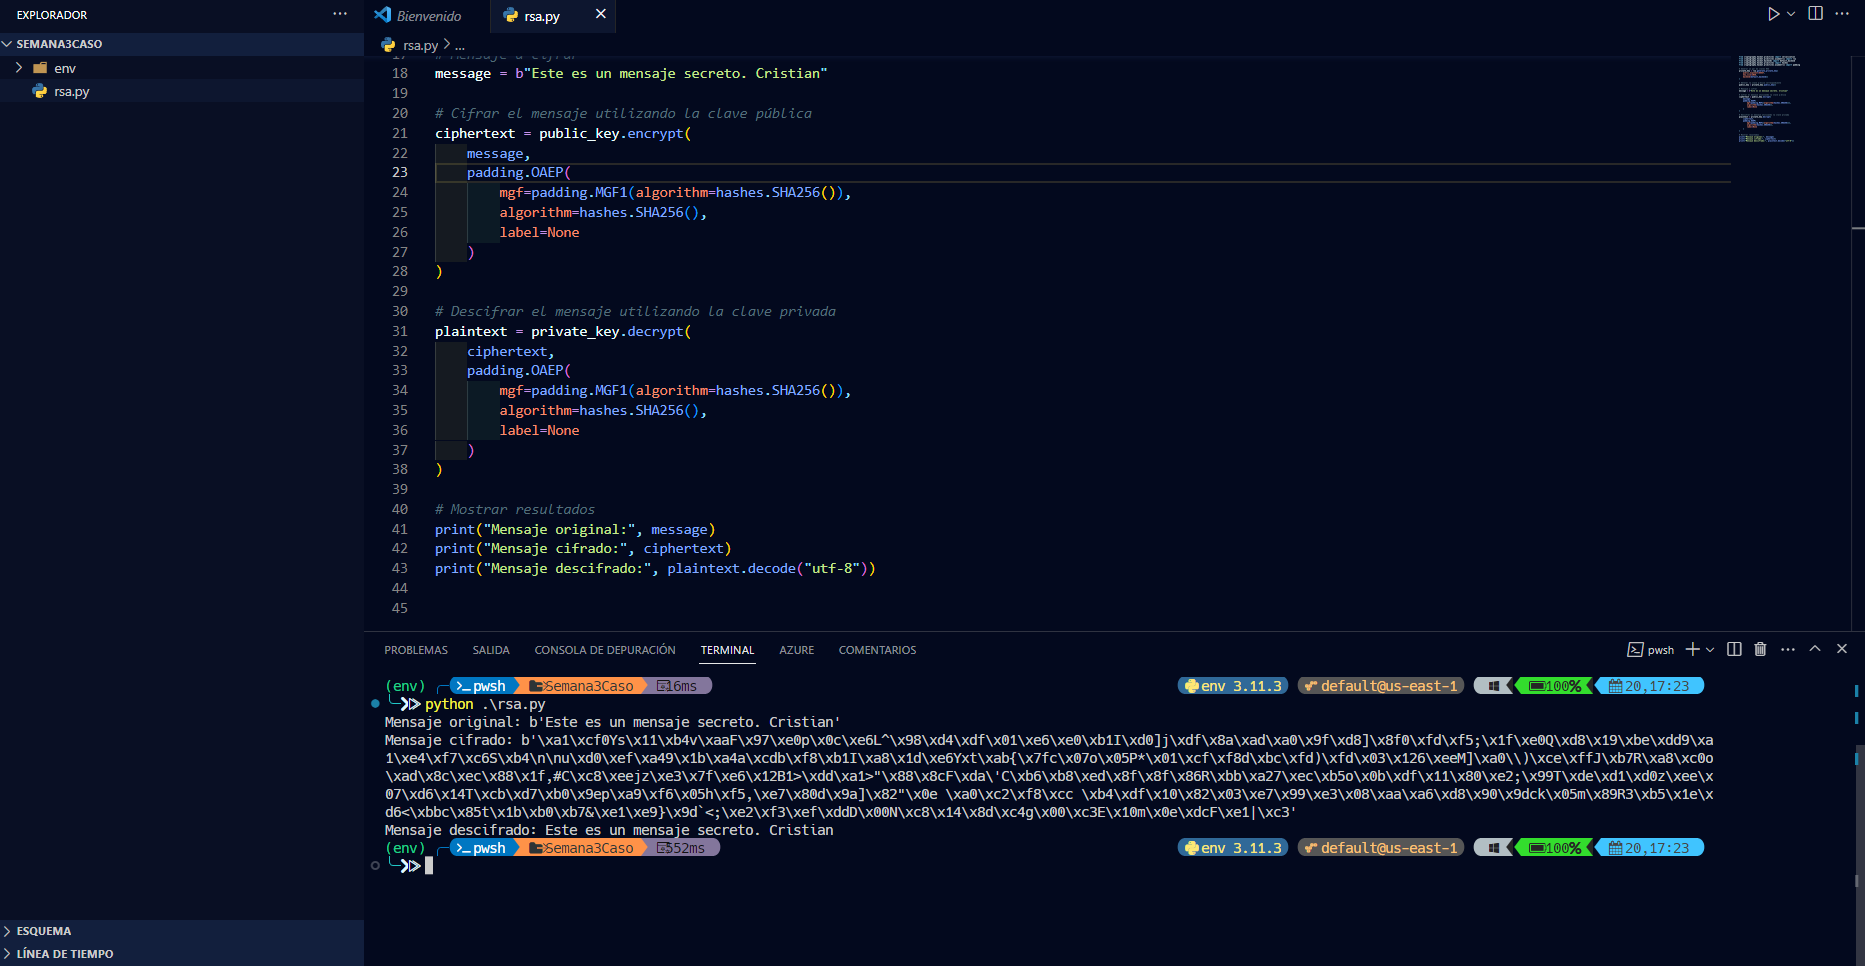 EXPLORADOR
SEMANA3CASO
env
rsa.py
ESQUEMA
LÍNEA DE TIEMPO
Bienvenido
rsa.py
rsa.py > ...
17 # Mensaje a cifrar
18 message = b"Este es un mensaje secreto. Cristian"
19
20 # Cifrar el mensaje utilizando la clave pública
21 ciphertext = public_key.encrypt(
22     message,
23     padding.OAEP(
24         mgf=padding.MGF1(algorithm=hashes.SHA256()),
25         algorithm=hashes.SHA256(),
26         label=None
27     )
28 )
29
30 # Descifrar el mensaje utilizando la clave privada
31 plaintext = private_key.decrypt(
32     ciphertext,
33     padding.OAEP(
34         mgf=padding.MGF1(algorithm=hashes.SHA256()),
35         algorithm=hashes.SHA256(),
36         label=None
37     )
38 )
39
40 # Mostrar resultados
41 print("Mensaje original:", message)
42 print("Mensaje cifrado:", ciphertext)
43 print("Mensaje descifrado:", plaintext.decode("utf-8"))
44
45
PROBLEMAS SALIDA CONSOLA DE DEPURACIÓN TERMINAL AZURE COMENTARIOS pwsh
(env) pwsh Semana3Caso 16ms env 3.11.3 default@us-east-1 100% 20,17:23
python .\rsa.py
Mensaje original: b'Este es un mensaje secreto. Cristian'
Mensaje cifrado: b'\xa1\xcf0Ys\x11\xb4v\xaaF\x97\xe0p\x0c\xe6L^\x98\xd4\xdf\x01\xe6\xe0\xb1I\xd0]j\xdf\x8a\xad\xa0\x9f\xd8]\x8f0\xfd\xf5;\x1f\xe0Q\xd8\x19\xbe\xdd9\xa
1\xe4\xf7\xc6S\xb4\n\nu\xd0\xef\xa49\x1b\xa4a\xcdb\xf8\xb1I\xa8\x1d\xe6Yxt\xab{\x7fc\x07o\x05P*\x01\xcf\xf8d\xbc\xfd)\xfd\x03\x126\xeeM]\xa0\\)\xce\xffJ\xb7R\xa8\xc0o
\xad\x8c\xec\x88\x1f,#C\xc8\xeejz\xe3\x7f\xe6\x12B1>\xdd\xa1>"\x88\x8cF\xda\'C\xb6\xb8\xed\x8f\x8f\x86R\xbb\xa27\xec\xb5o\x0b\xdf\x11\x80\xe2;\x99T\xde\xd1\xd0z\xee\x
07\xd6\x14T\xcb\xd7\xb0\x9ep\xa9\xf6\x05h\xf5,\xe7\x80d\x9a]\x82"\x0e \xa0\xc2\xf8\xcc \xb4\xdf\x10\x82\x03\xe7\x99\xe3\x08\xaa\xa6\xd8\x90\x9dck\x05m\x89R3\xb5\x1e\x
d6<\xbbc\x85t\x1b\xb0\xb7&\xe1\xe9}\x9d`<;\xe2\xf3\xef\xddD\x00N\xc8\x14\x8d\xc4g\x00\xc3E\x10m\x0e\xdcF\xe1|\xc3'
Mensaje descifrado: Este es un mensaje secreto. Cristian
(env) pwsh Semana3Caso 552ms env 3.11.3 default@us-east-1 100% 20,17:23